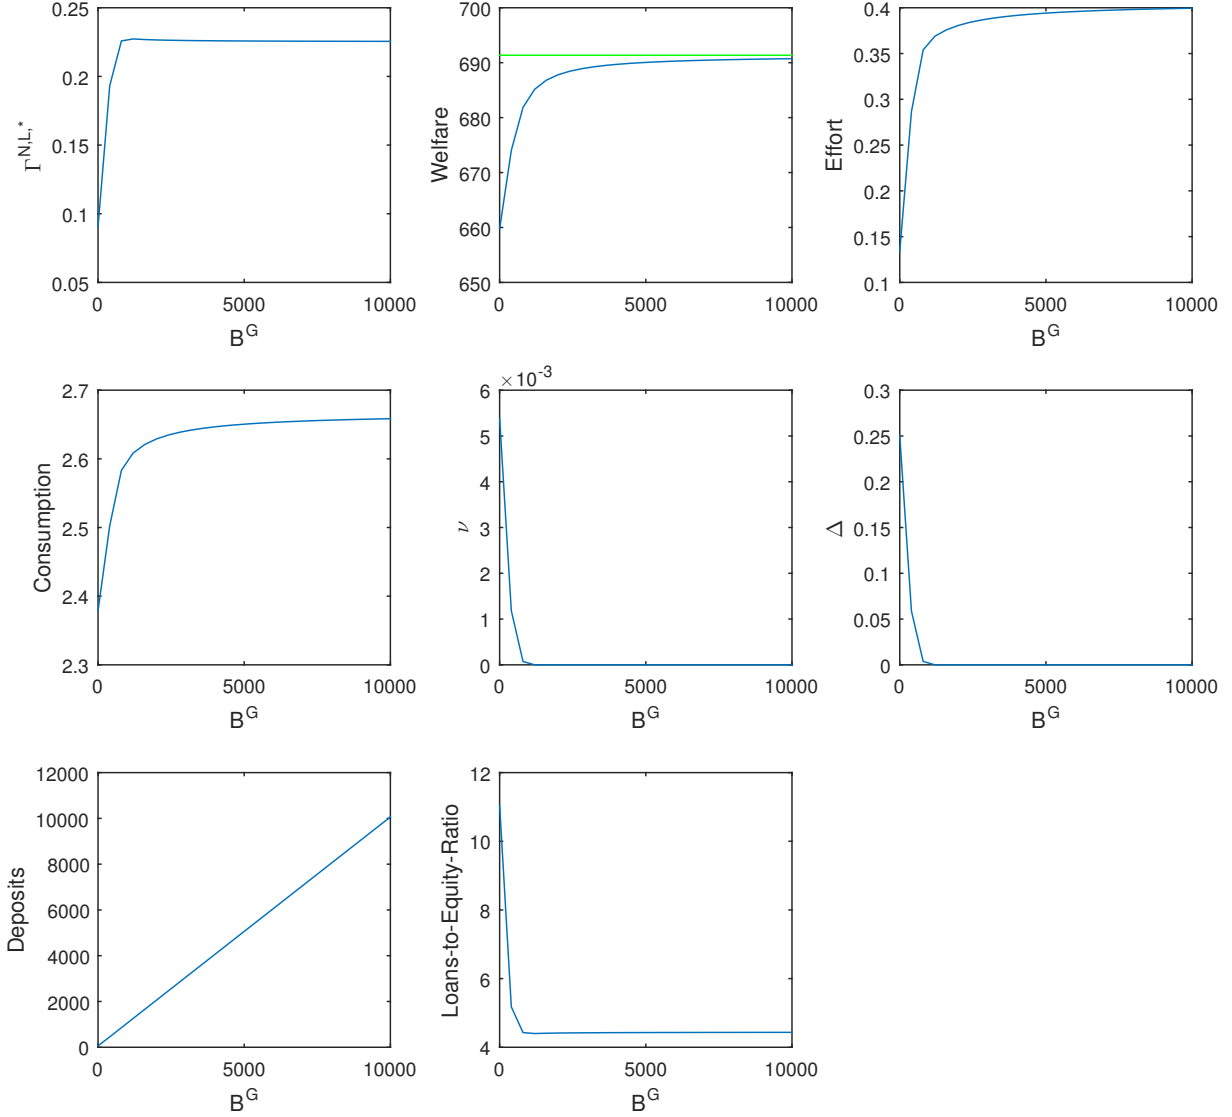 0.25
0.2
0.15
0.1
0.05
0 5000 10000
B^G
Γ^N,L,*
700
690
680
670
660
650
0 5000 10000
B^G
Welfare
0.4
0.35
0.3
0.25
0.2
0.15
0.1
0 5000 10000
B^G
Effort
2.7
2.6
2.5
2.4
2.3
0 5000 10000
B^G
Consumption
×10^-3
6
5
4
3
2
1
0
0 5000 10000
B^G
ν
0.3
0.25
0.2
0.15
0.1
0.05
0
0 5000 10000
B^G
Δ
12000
10000
8000
6000
4000
2000
0
0 5000 10000
B^G
Deposits
12
10
8
6
4
0 5000 10000
B^G
Loans-to-Equity-Ratio